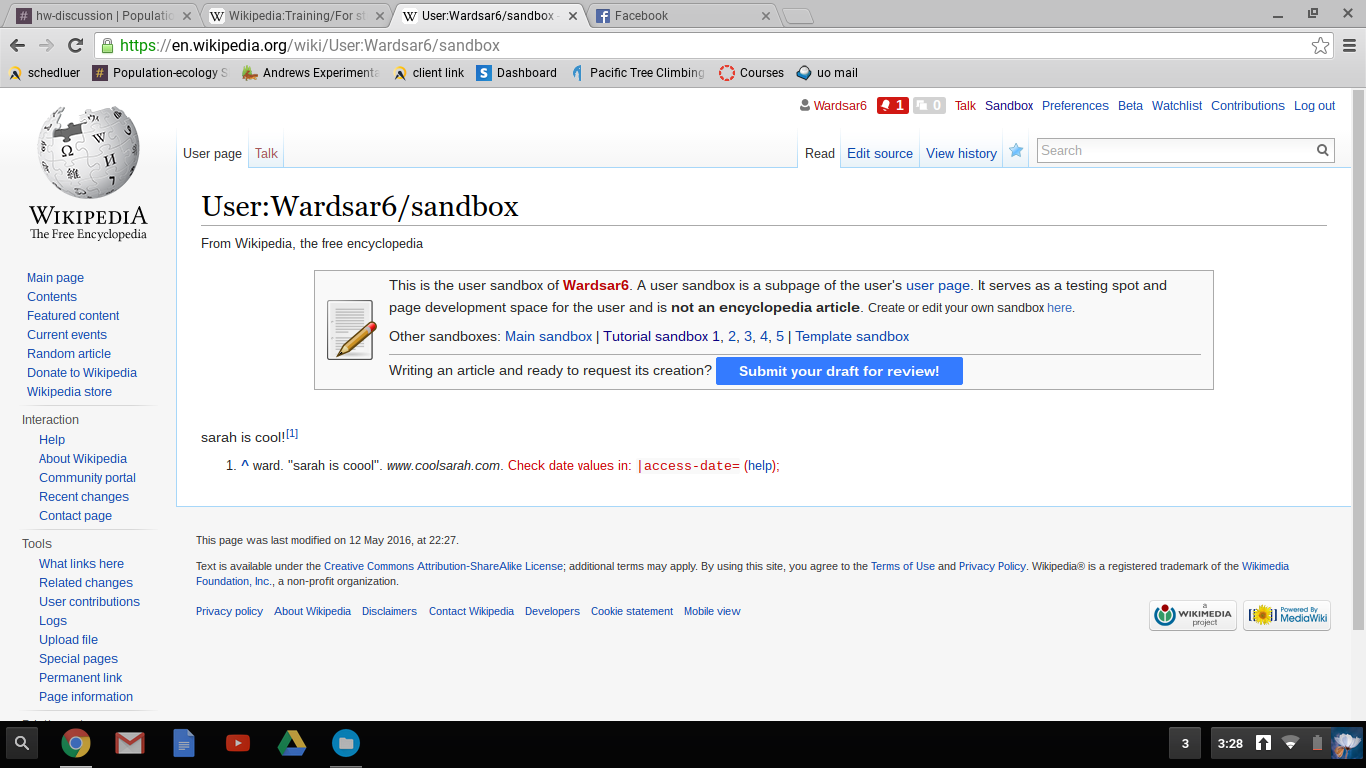 hw-discussion | Populatio
Wikipedia:Training/For st
User:Wardsar6/sandbox -
Facebook
https://en.wikipedia.org/wiki/User:Wardsar6/sandbox
schedluer
Population-ecology S
Andrews Experimenta
client link
Dashboard
Pacific Tree Climbing
Courses
uo mail
Wardsar6 1 0 Talk Sandbox Preferences Beta Watchlist Contributions Log out
User page Talk Read Edit source View history Search
WIKIPEDIA
The Free Encyclopedia
User:Wardsar6/sandbox
From Wikipedia, the free encyclopedia
This is the user sandbox of Wardsar6. A user sandbox is a subpage of the user's user page. It serves as a testing spot and
page development space for the user and is not an encyclopedia article. Create or edit your own sandbox here.
Other sandboxes: Main sandbox | Tutorial sandbox 1, 2, 3, 4, 5 | Template sandbox
Writing an article and ready to request its creation? Submit your draft for review!
sarah is cool![1]
1. ^ ward. "sarah is coool". www.coolsarah.com. Check date values in: |access-date= (help);
Main page
Contents
Featured content
Current events
Random article
Donate to Wikipedia
Wikipedia store
Interaction
Help
About Wikipedia
Community portal
Recent changes
Contact page
Tools
What links here
Related changes
User contributions
Logs
Upload file
Special pages
Permanent link
Page information
This page was last modified on 12 May 2016, at 22:27.
Text is available under the Creative Commons Attribution-ShareAlike License; additional terms may apply. By using this site, you agree to the Terms of Use and Privacy Policy. Wikipedia® is a registered trademark of the Wikimedia
Foundation, Inc., a non-profit organization.
Privacy policy About Wikipedia Disclaimers Contact Wikipedia Developers Cookie statement Mobile view
a
WIKIMEDIA
project
Powered By
MediaWiki
3
3:28